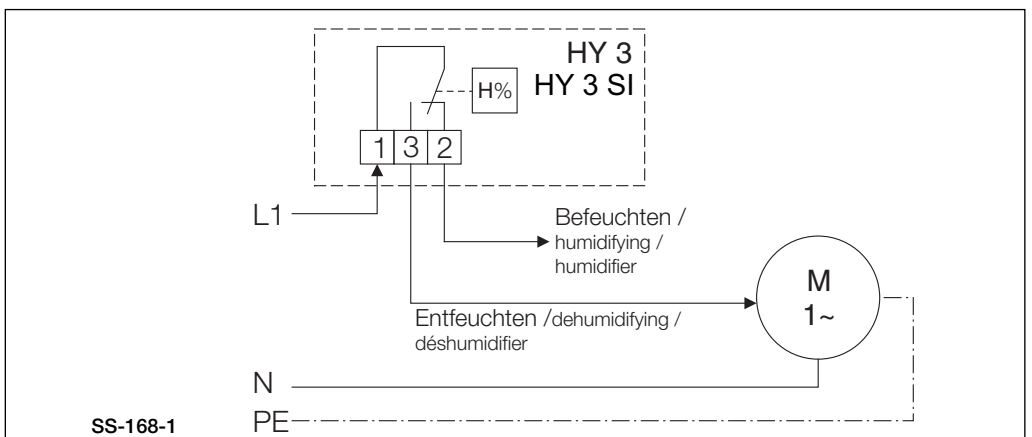 HY 3
HY 3 SI
H%
1 3 2
L1
Befeuchten /
humidifying /
humidifier
M
1~
Entfeuchten /dehumidifying /
déshumidifier
N
PE
SS-168-1